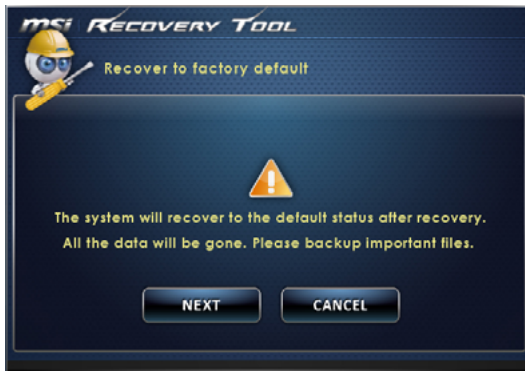 msi RECOVERY TOOL
Recover to factory default
The system will recover to the default status after recovery.
All the data will be gone. Please backup important files.
NEXT
CANCEL